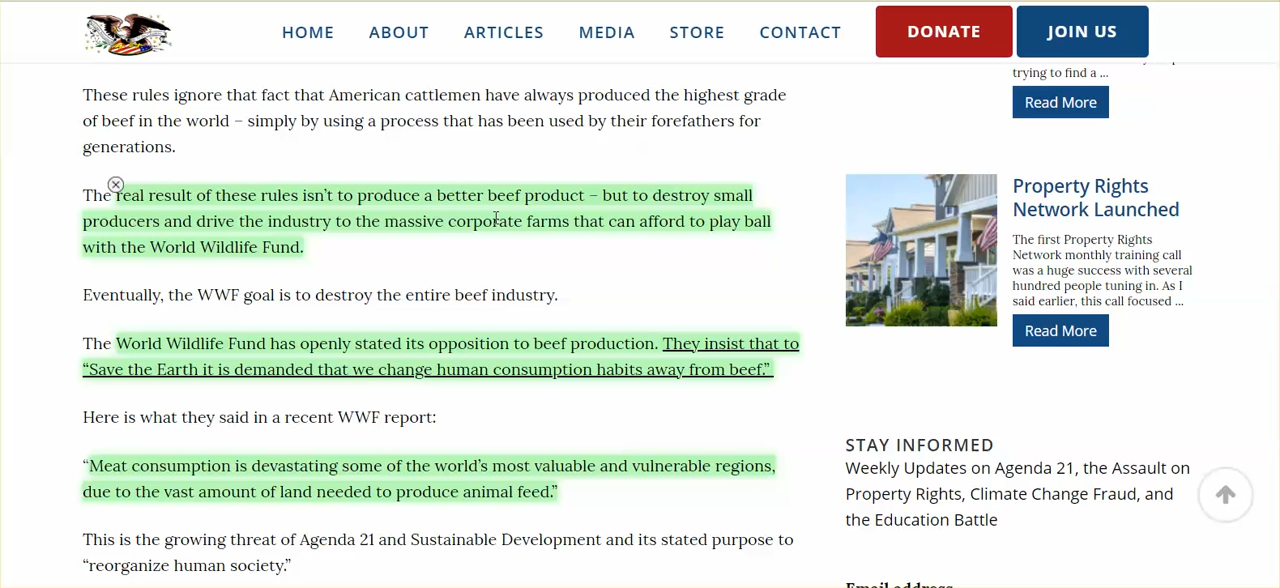 HOME
ABOUT
ARTICLES
MEDIA
STORE
CONTACT
DONATE
JOIN US
These rules ignore that fact that American cattlemen have always produced the highest grade
of beef in the world – simply by using a process that has been used by their forefathers for
generations.
The real result of these rules isn’t to produce a better beef product – but to destroy small
producers and drive the industry to the massive corporate farms that can afford to play ball
with the World Wildlife Fund.
Eventually, the WWF goal is to destroy the entire beef industry.
The World Wildlife Fund has openly stated its opposition to beef production. They insist that to
“Save the Earth it is demanded that we change human consumption habits away from beef.”
Here is what they said in a recent WWF report:
“Meat consumption is devastating some of the world’s most valuable and vulnerable regions,
due to the vast amount of land needed to produce animal feed.”
This is the growing threat of Agenda 21 and Sustainable Development and its stated purpose to
“reorganize human society.”
trying to find a ...
Read More
Property Rights
Network Launched
The first Property Rights
Network monthly training call
was a huge success with several
hundred people tuning in. As I
said earlier, this call focused ...
Read More
STAY INFORMED
Weekly Updates on Agenda 21, the Assault on
Property Rights, Climate Change Fraud, and
the Education Battle
Email address